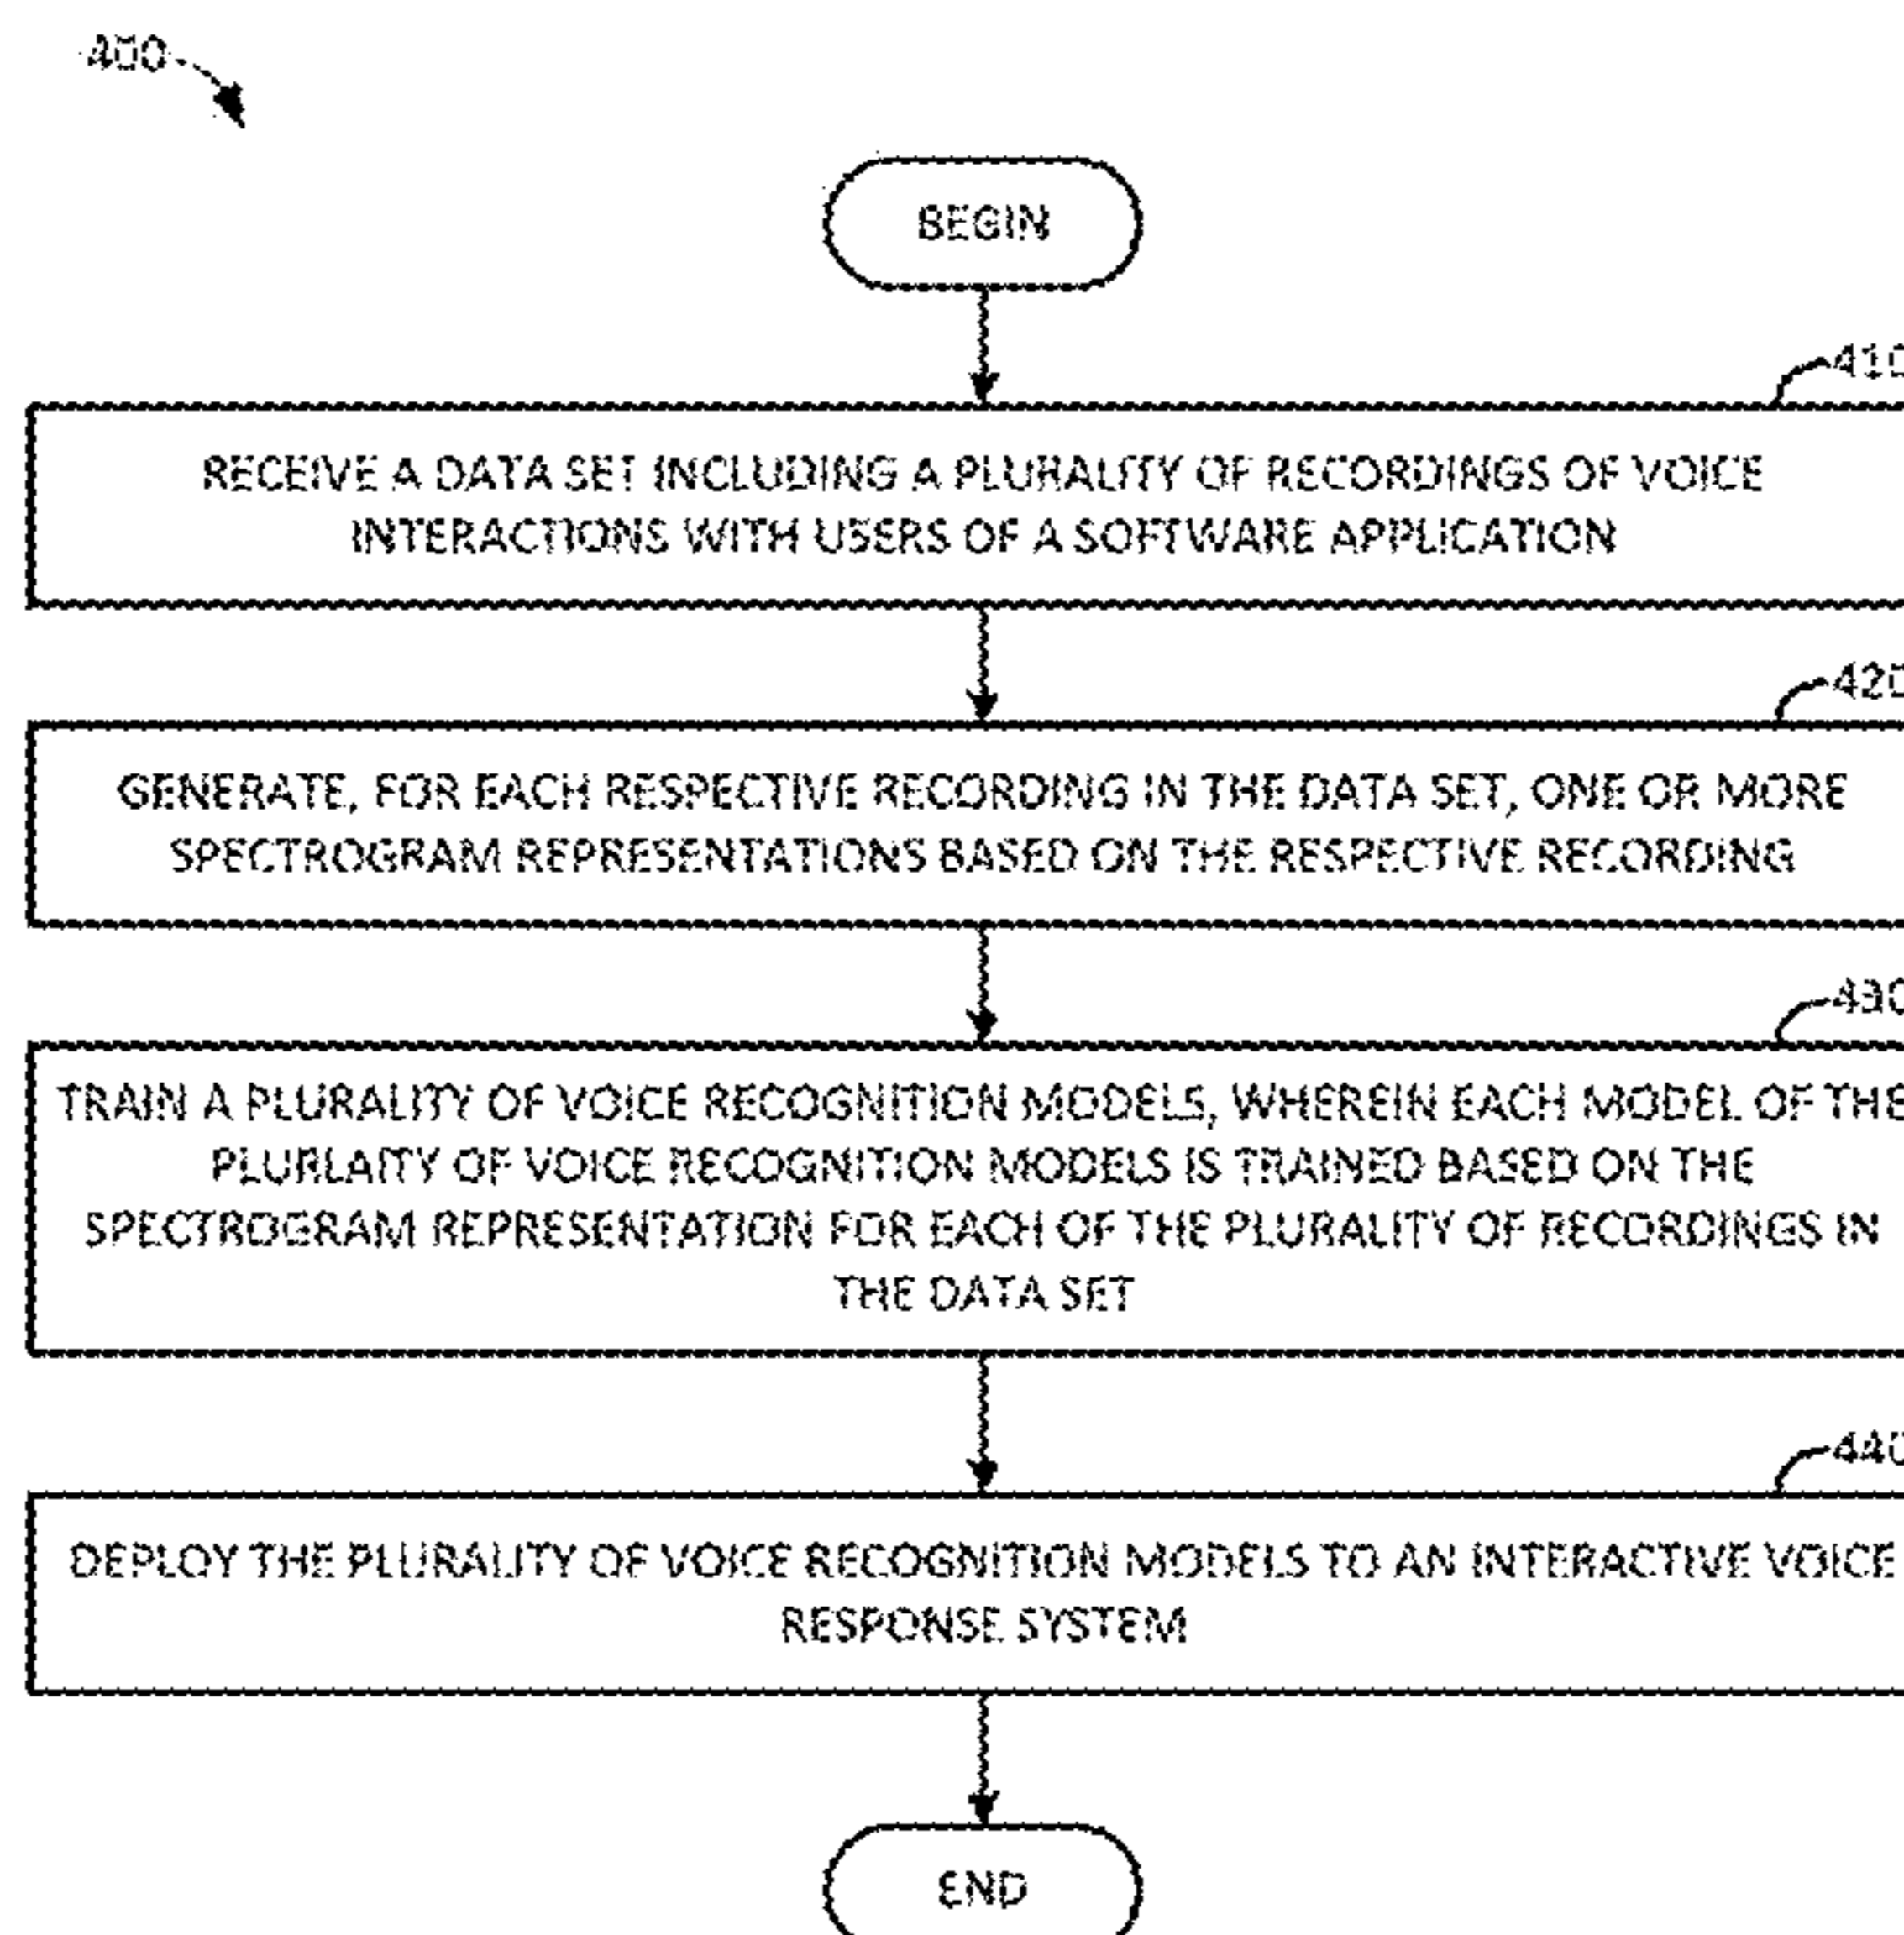 400
BEGIN
410
RECEIVE A DATA SET INCLUDING A PLURALITY OF RECORDINGS OF VOICE
INTERACTIONS WITH USERS OF A SOFTWARE APPLICATION
420
GENERATE, FOR EACH RESPECTIVE RECORDING IN THE DATA SET, ONE OR MORE
SPECTROGRAM REPRESENTATIONS BASED ON THE RESPECTIVE RECORDING
430
TRAIN A PLURALITY OF VOICE RECOGNITION MODELS, WHEREIN EACH MODEL OF THE
PLURLAITY OF VOICE RECOGNITION MODELS IS TRAINED BASED ON THE
SPECTROGRAM REPRESENTATION FOR EACH OF THE PLURALITY OF RECORDINGS IN
THE DATA SET
440
DEPLOY THE PLURALITY OF VOICE RECOGNITION MODELS TO AN INTERACTIVE VOICE
RESPONSE SYSTEM
END